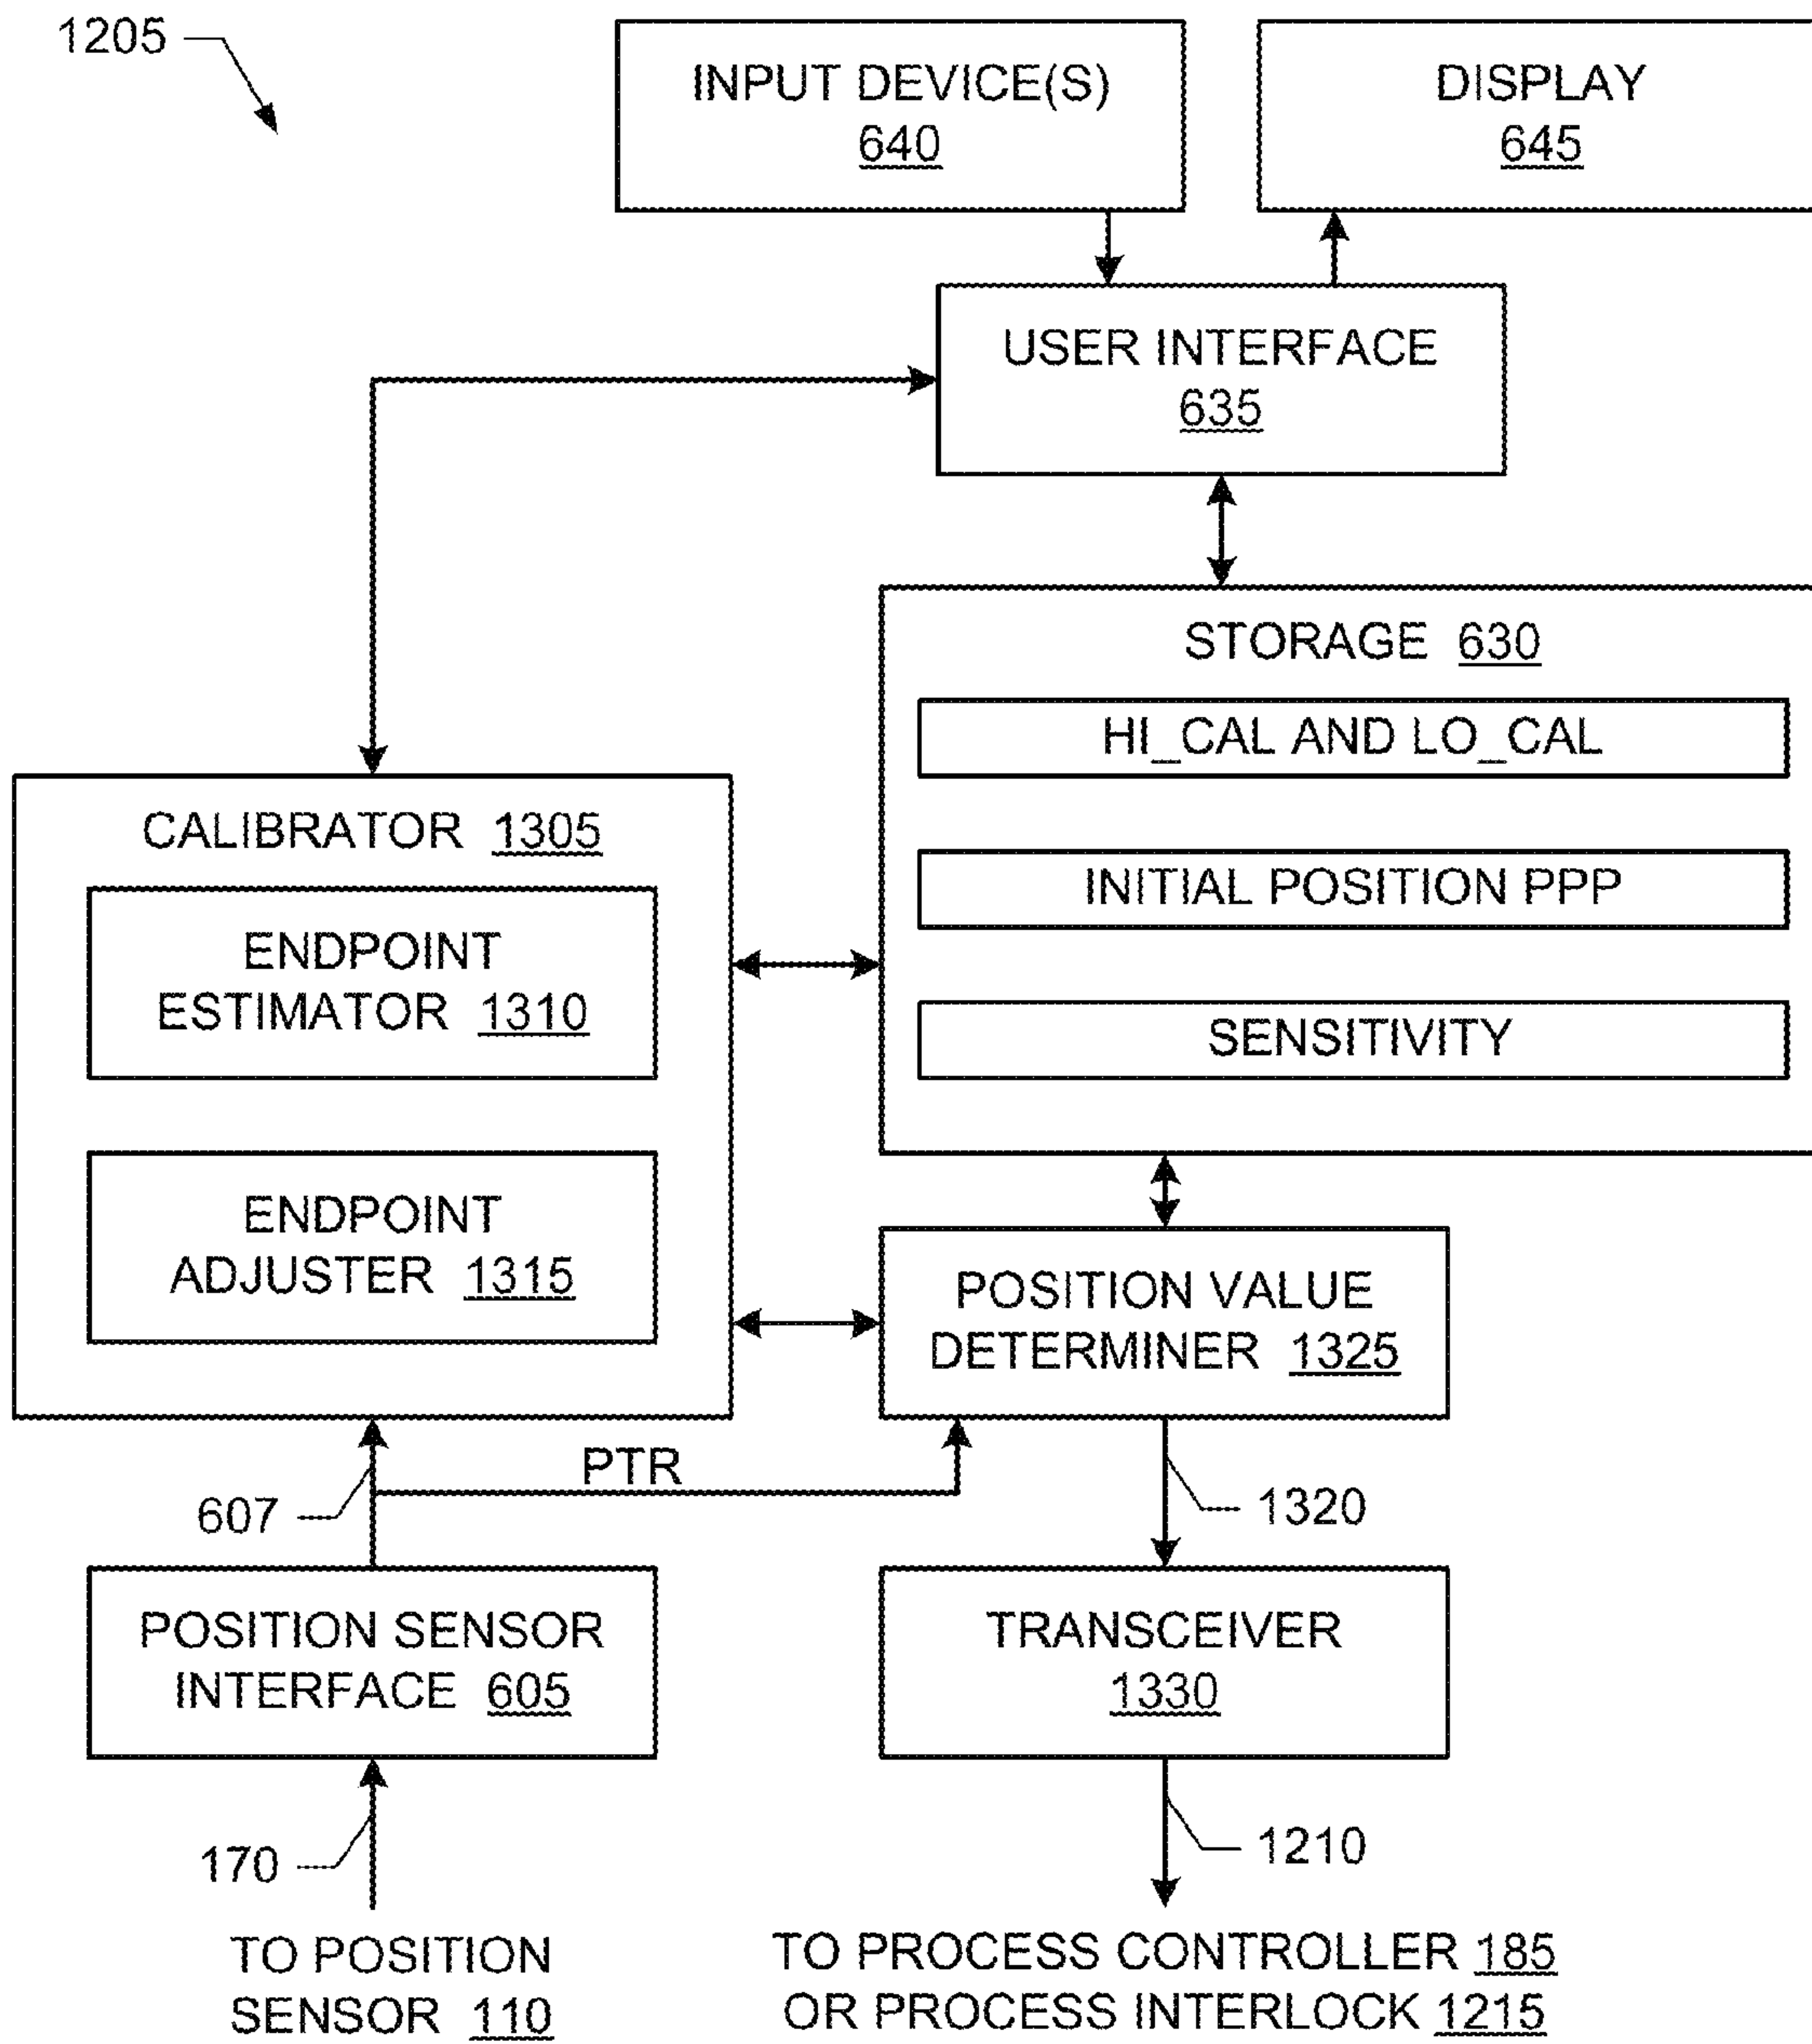 1205
INPUT DEVICE(S)
640
DISPLAY
645
USER INTERFACE
635
STORAGE 630
HI_CAL AND LO_CAL
INITIAL POSITION PPP
SENSITIVITY
CALIBRATOR 1305
ENDPOINT
ESTIMATOR 1310
ENDPOINT
ADJUSTER 1315
POSITION VALUE
DETERMINER 1325
PTR
607
1320
POSITION SENSOR
INTERFACE 605
TRANSCEIVER
1330
170
1210
TO POSITION
SENSOR 110
TO PROCESS CONTROLLER 185
OR PROCESS INTERLOCK 1215